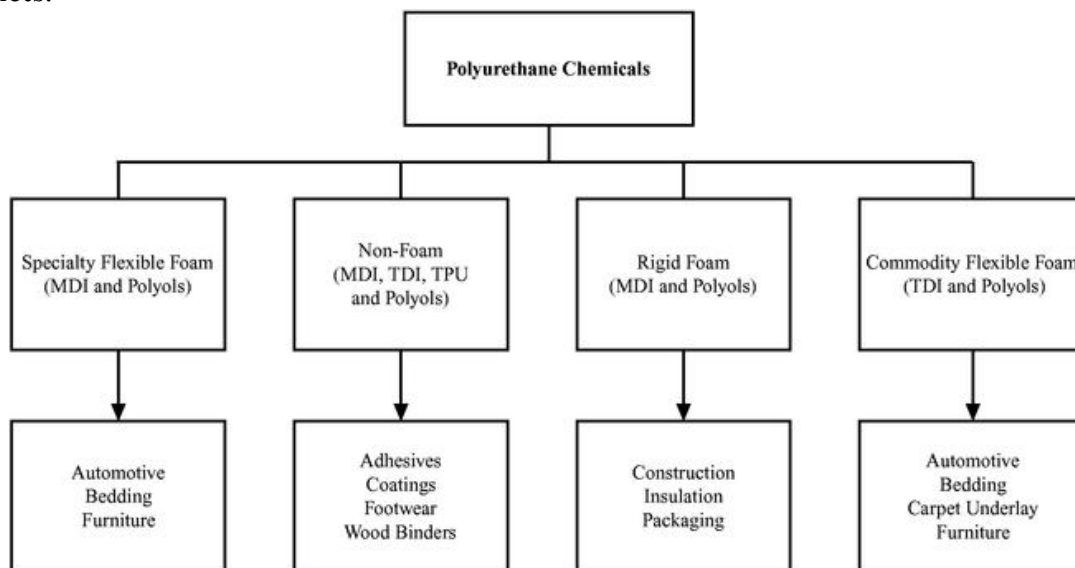 Polyurethane Chemicals
Specialty Flexible Foam
(MDI and Polyols)
Non-Foam
(MDI, TDI, TPU
and Polyols)
Rigid Foam
(MDI and Polyols)
Commodity Flexible Foam
(TDI and Polyols)
Automotive
Bedding
Furniture
Adhesives
Coatings
Footwear
Wood Binders
Construction
Insulation
Packaging
Automotive
Bedding
Carpet Underlay
Furniture